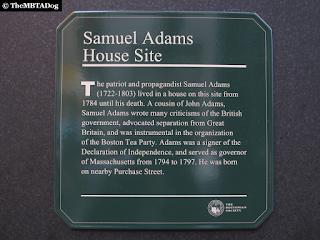 © TheMBTADog
Samuel Adams
House Site
The patriot and propagandist Samuel Adams
(1722-1803) lived in a house on this site from
1784 until his death. A cousin of John Adams,
Samuel Adams wrote many criticisms of the British
government, advocated separation from Great
Britain, and was instrumental in the organization
of the Boston Tea Party. Adams was a signer of the
Declaration of Independence, and served as governor
of Massachusetts from 1794 to 1797. He was born
on nearby Purchase Street.
THE
BOSTONIAN
SOCIETY